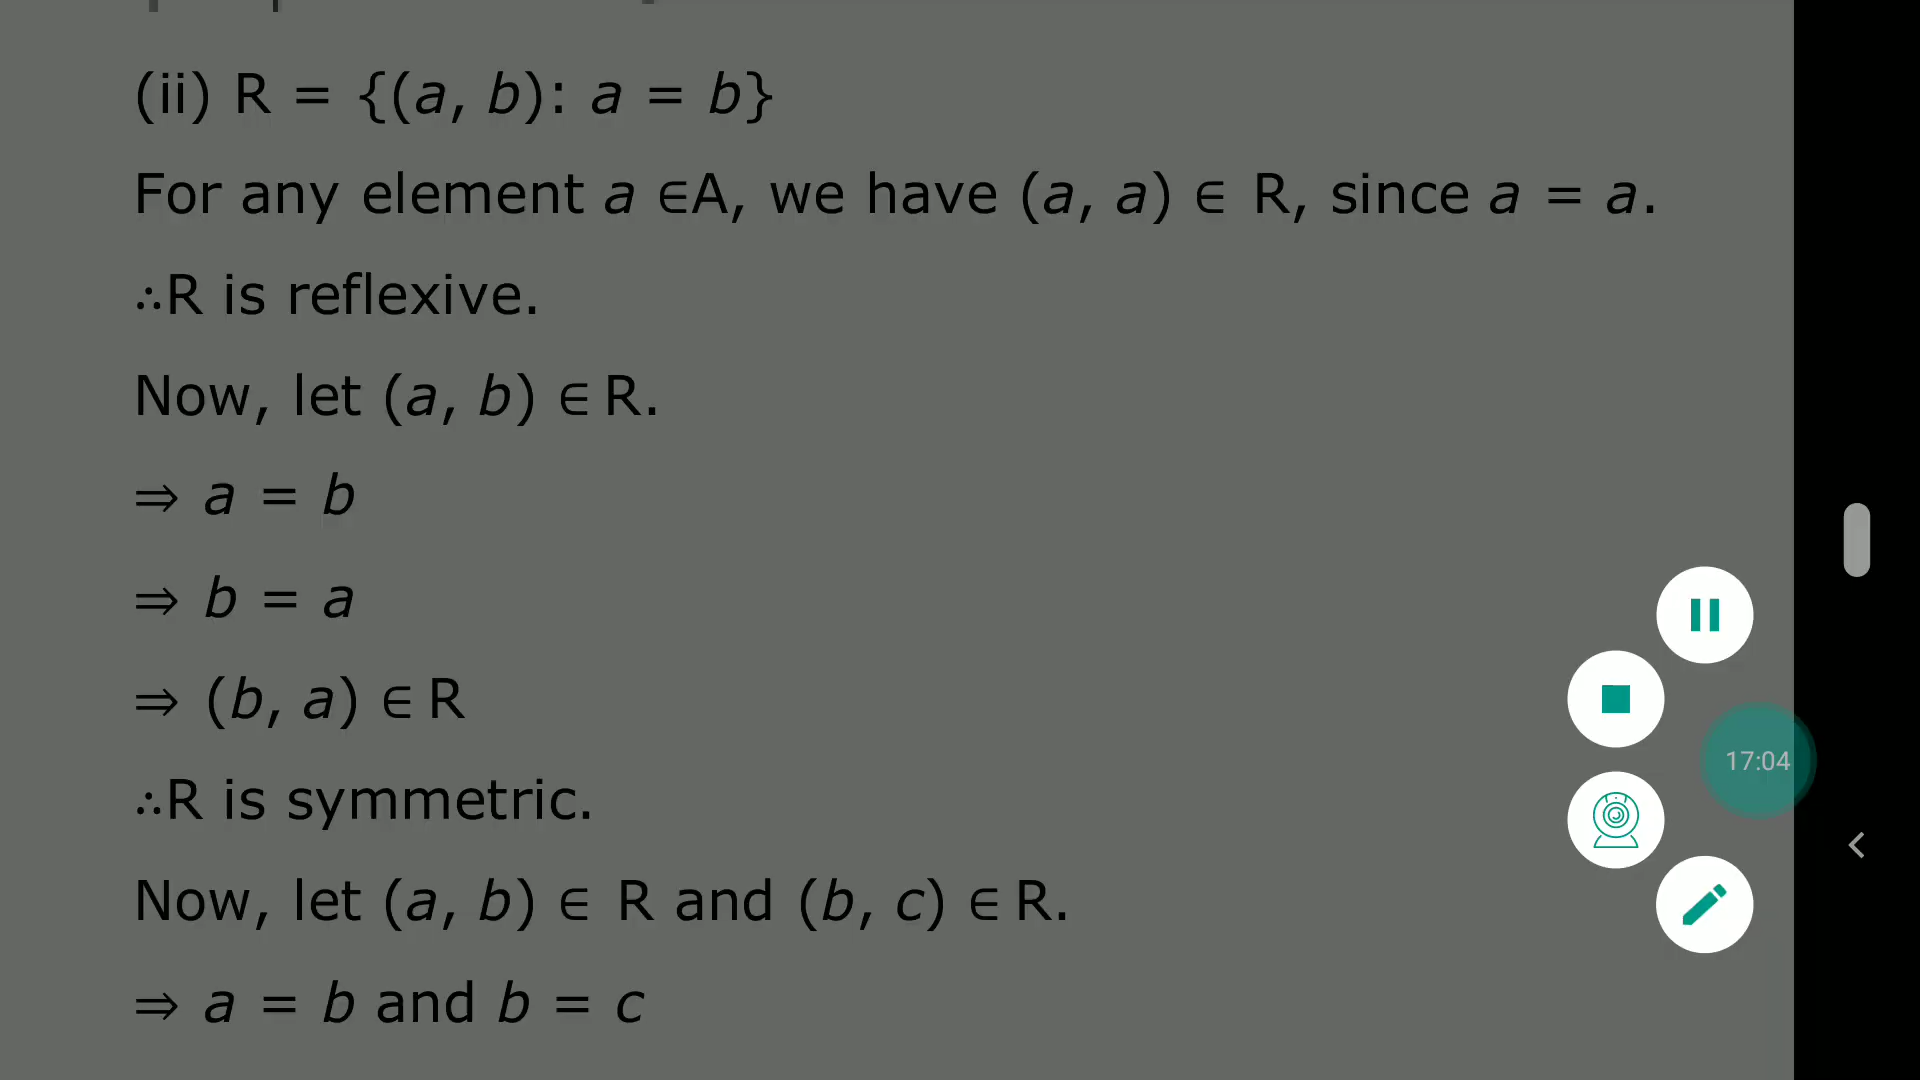 (ii) R = {(a, b): a = b}
For any element a ∈A, we have (a, a) ∈ R, since a = a.
∴R is reflexive.
Now, let (a, b) ∈ R.
⇒ a = b
⇒ b = a
⇒ (b, a) ∈ R
∴R is symmetric.
Now, let (a, b) ∈ R and (b, c) ∈ R.
⇒ a = b and b = c
17:04